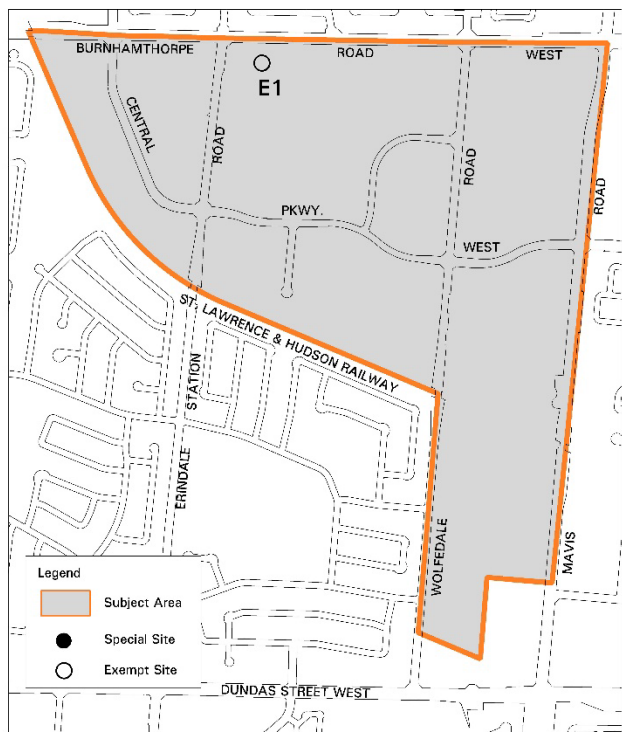 BURNHAMTHORPE ROAD WEST
E1
CENTRAL
ROAD
ROAD
ROAD
PKWY.
WEST
ST. LAWRENCE & HUDSON RAILWAY
STATION
ERINDALE
WOLFEDALE
MAVIS
Legend
Subject Area
Special Site
Exempt Site
DUNDAS STREET WEST